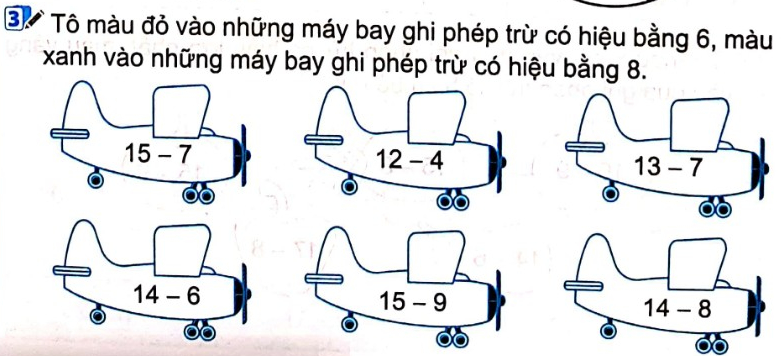 3 Tô màu đỏ vào những máy bay ghi phép trừ có hiệu bằng 6, màu
xanh vào những máy bay ghi phép trừ có hiệu bằng 8.
15 – 7
12 – 4
13 – 7
14 – 6
15 – 9
14 – 8